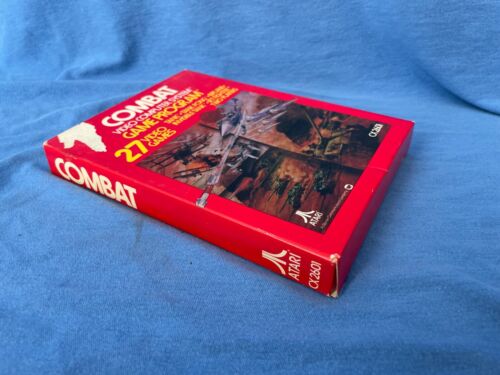 COMBAT
VIDEO COMPUTER SYSTEM
GAME PROGRAM
27 VIDEO
GAMES
CX2601
ATARI
COMBAT
ATARI
CX2601